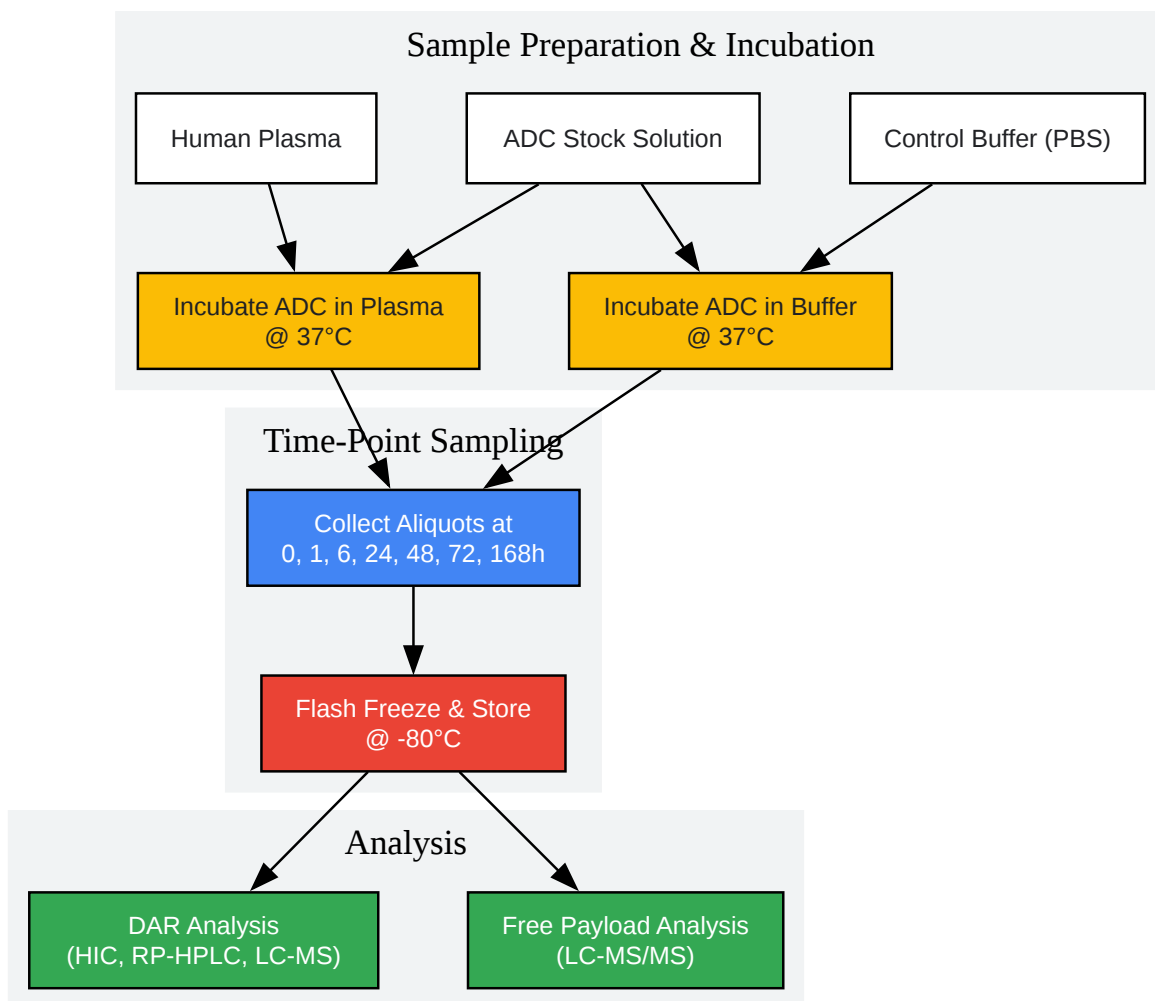 Sample Preparation & Incubation
Human Plasma
ADC Stock Solution
Control Buffer (PBS)
Incubate ADC in Plasma
@ 37°C
Incubate ADC in Buffer
@ 37°C
Time-Point Sampling
Collect Aliquots at
0, 1, 6, 24, 48, 72, 168h
Flash Freeze & Store
@ -80°C
Analysis
DAR Analysis
(HIC, RP-HPLC, LC-MS)
Free Payload Analysis
(LC-MS/MS)